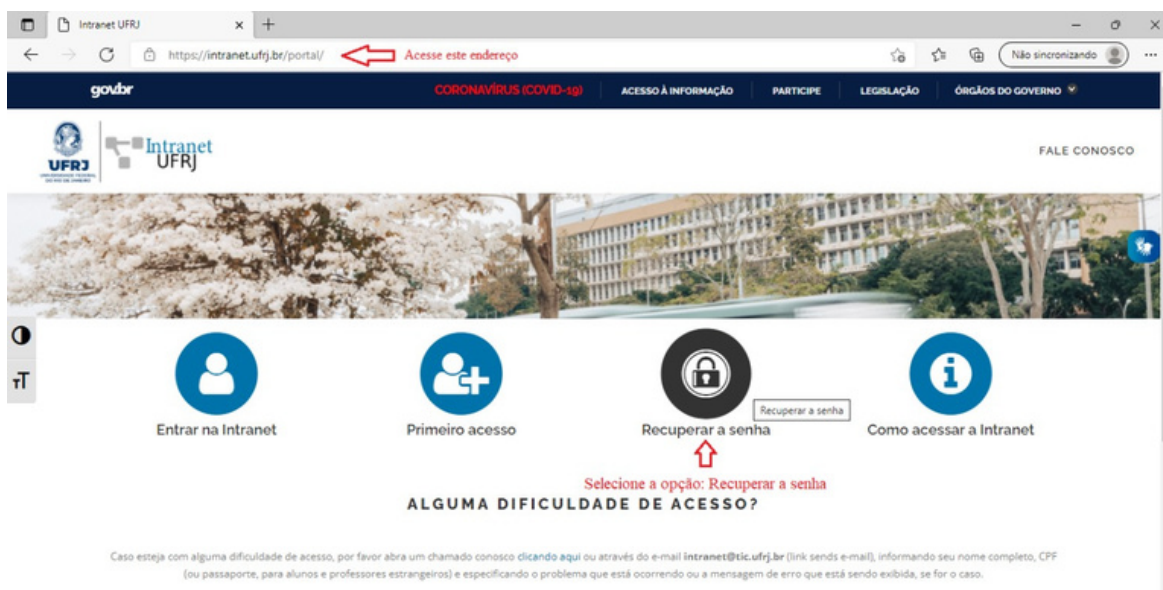 Intranet UFRJ
https://intranet.ufrj.br/portal/
Acesse este endereço
Não sincronizando
govbr
CORONAVÍRUS (COVID-19)
ACESSO À INFORMAÇÃO
PARTICIPE
LEGISLAÇÃO
ÓRGÃOS DO GOVERNO
UFRJ
Intranet
UFRJ
FALE CONOSCO
TT
Entrar na Intranet
Primeiro acesso
Recuperar a senha
Recuperar a senha
Como acessar a Intranet
Selecione a opção: Recuperar a senha
ALGUMA DIFICULDADE DE ACESSO?
Caso esteja com alguma dificuldade de acesso, por favor abra um chamado conosco clicando aqui ou através do e-mail intranet@tic.ufrj.br (link sends e-mail), informando seu nome completo, CPF
(ou passaporte, para alunos e professores estrangeiros) e especificando o problema que está ocorrendo ou a mensagem de erro que está sendo exibida, se for o caso.